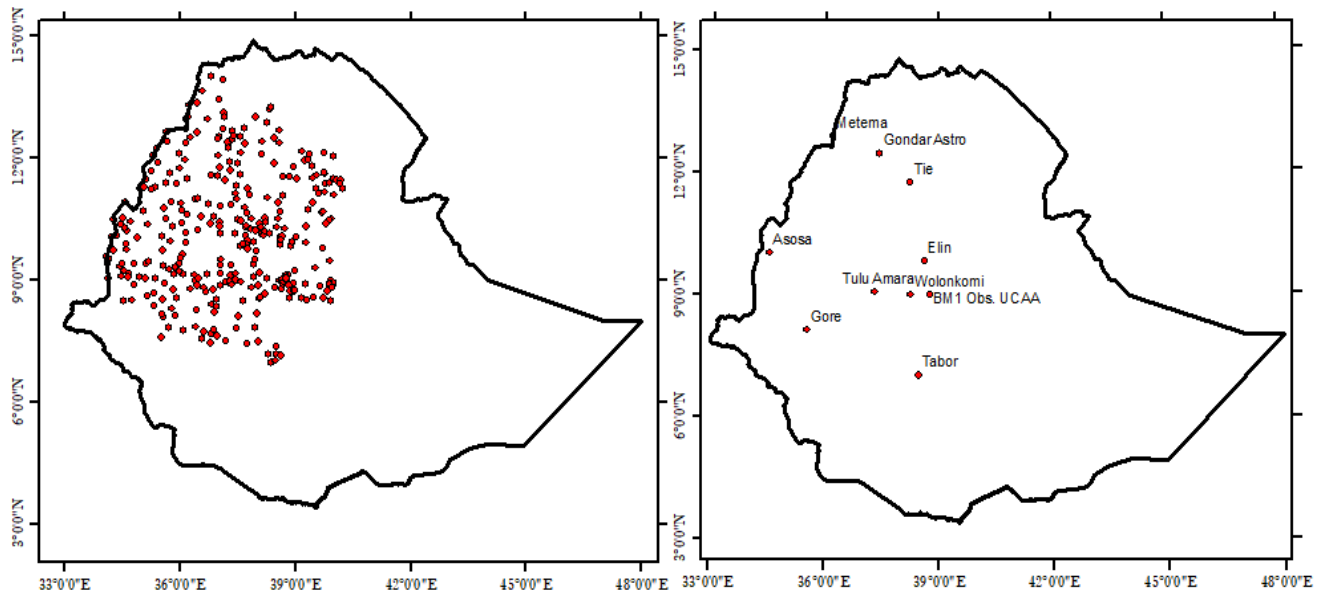 15°0'0"N
12°0'0"N
9°0'0"N
6°0'0"N
3°0'0"N
33°0'0"E 36°0'0"E 39°0'0"E 42°0'0"E 45°0'0"E 48°0'0"E
15°0'0"N
12°0'0"N
9°0'0"N
6°0'0"N
3°0'0"N
Metema
Gondar Astro
Tie
Asosa
Elin
Tulu Amara
Wolonkomi
BM1 Obs. UCAA
Gore
Tabor
33°0'0"E 36°0'0"E 39°0'0"E 42°0'0"E 45°0'0"E 48°0'0"E